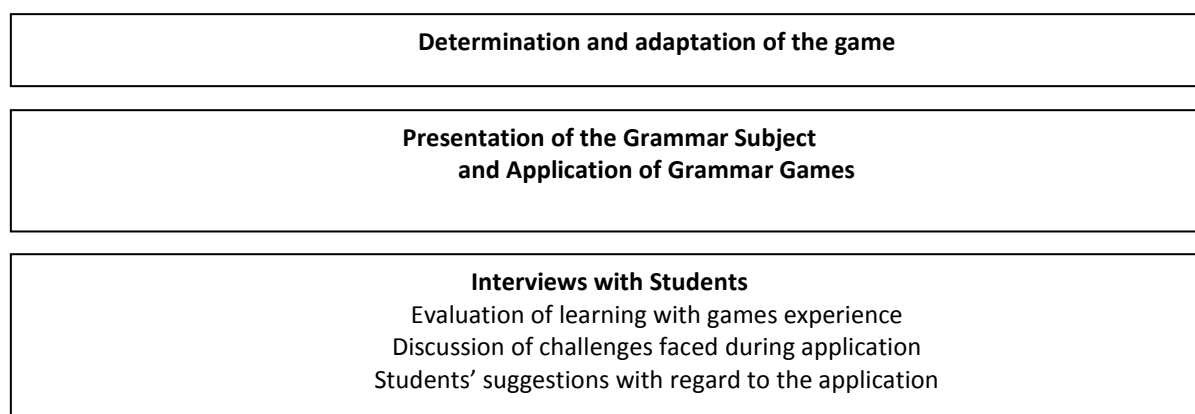 Determination and adaptation of the game
Presentation of the Grammar Subject
and Application of Grammar Games
Interviews with Students
Evaluation of learning with games experience
Discussion of challenges faced during application
Students’ suggestions with regard to the application